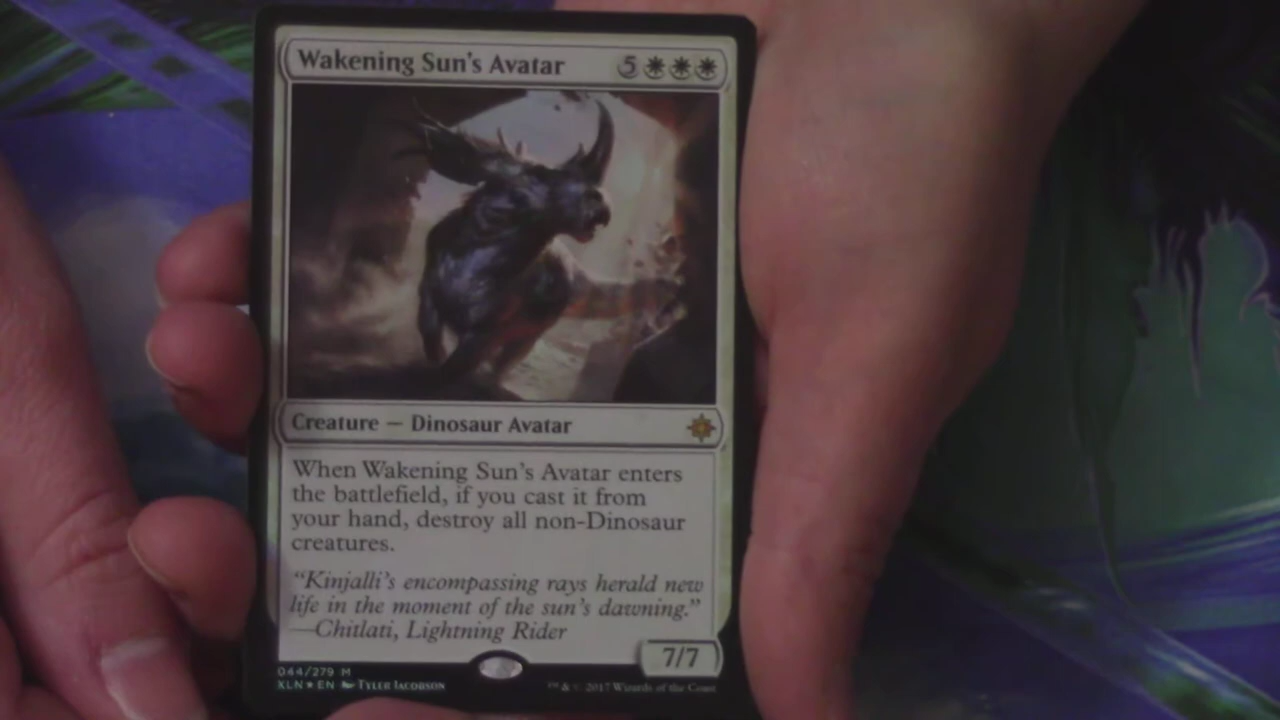 Wakening Sun's Avatar 5
Creature — Dinosaur Avatar
When Wakening Sun's Avatar enters
the battlefield, if you cast it from
your hand, destroy all non-Dinosaur
creatures.
"Kinjalli's encompassing rays herald new
life in the moment of the sun's dawning."
—Chitlati, Lightning Rider
7/7
044/279 M
XLN★EN Tyler Jacobson
™ & © 2017 Wizards of the Coast